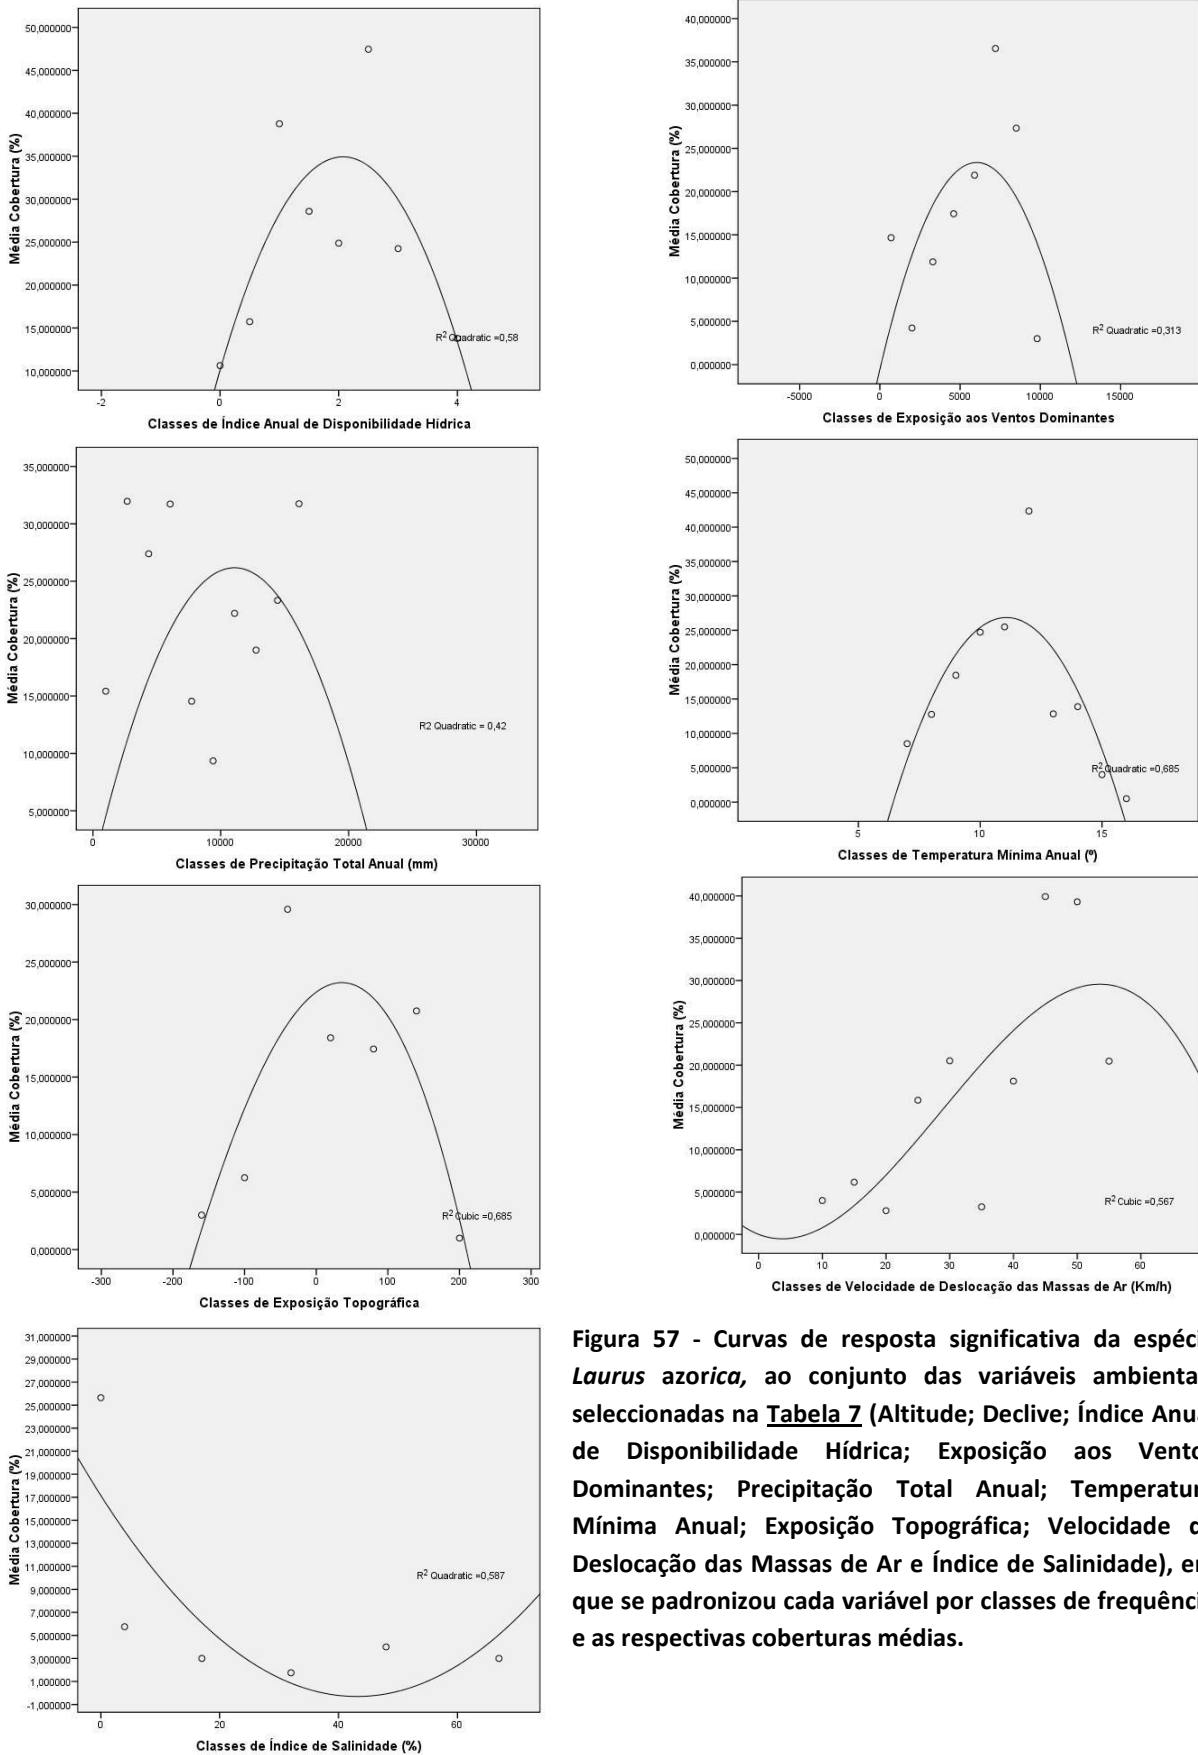 50,000000
45,000000
40,000000
35,000000
30,000000
25,000000
20,000000
15,000000
10,000000
Média Cobertura (%)
R2 Quadratic =0,58
-2 0 2 4
Classes de Índice Anual de Disponibilidade Hídrica
40,000000
35,000000
30,000000
25,000000
20,000000
15,000000
10,000000
5,000000
0,000000
Média Cobertura (%)
R2 Quadratic =0,313
-5000 0 5000 10000 15000
Classes de Exposição aos Ventos Dominantes
35,000000
30,000000
25,000000
20,000000
15,000000
10,000000
5,000000
Média Cobertura (%)
R2 Quadratic = 0,42
0 10000 20000 30000
Classes de Precipitação Total Anual (mm)
50,000000
45,000000
40,000000
35,000000
30,000000
25,000000
20,000000
15,000000
10,000000
5,000000
0,000000
Média Cobertura (%)
R2 Quadratic =0,685
5 10 15
Classes de Temperatura Mínima Anual (º)
30,000000
25,000000
20,000000
15,000000
10,000000
5,000000
0,000000
Média Cobertura (%)
R2 Cubic =0,685
-300 -200 -100 0 100 200 300
Classes de Exposição Topográfica
40,000000
35,000000
30,000000
25,000000
20,000000
15,000000
10,000000
5,000000
0,000000
Média Cobertura (%)
R2 Cubic =0,567
0 10 20 30 40 50 60
Classes de Velocidade de Deslocação das Massas de Ar (Km/h)
31,000000
29,000000
27,000000
25,000000
23,000000
21,000000
19,000000
17,000000
15,000000
13,000000
11,000000
9,000000
7,000000
5,000000
3,000000
1,000000
-1,000000
Média Cobertura (%)
R2 Quadratic =0,587
0 20 40 60
Classes de Índice de Salinidade (%)
Figura 57 - Curvas de resposta significativa da espéci
Laurus azorica, ao conjunto das variáveis ambienta
seleccionadas na Tabela 7 (Altitude; Declive; Índice Anu
de Disponibilidade Hídrica; Exposição aos Vento
Dominantes; Precipitação Total Anual; Temperatur
Mínima Anual; Exposição Topográfica; Velocidade d
Deslocação das Massas de Ar e Índice de Salinidade), e
que se padronizou cada variável por classes de frequênci
e as respectivas coberturas médias.